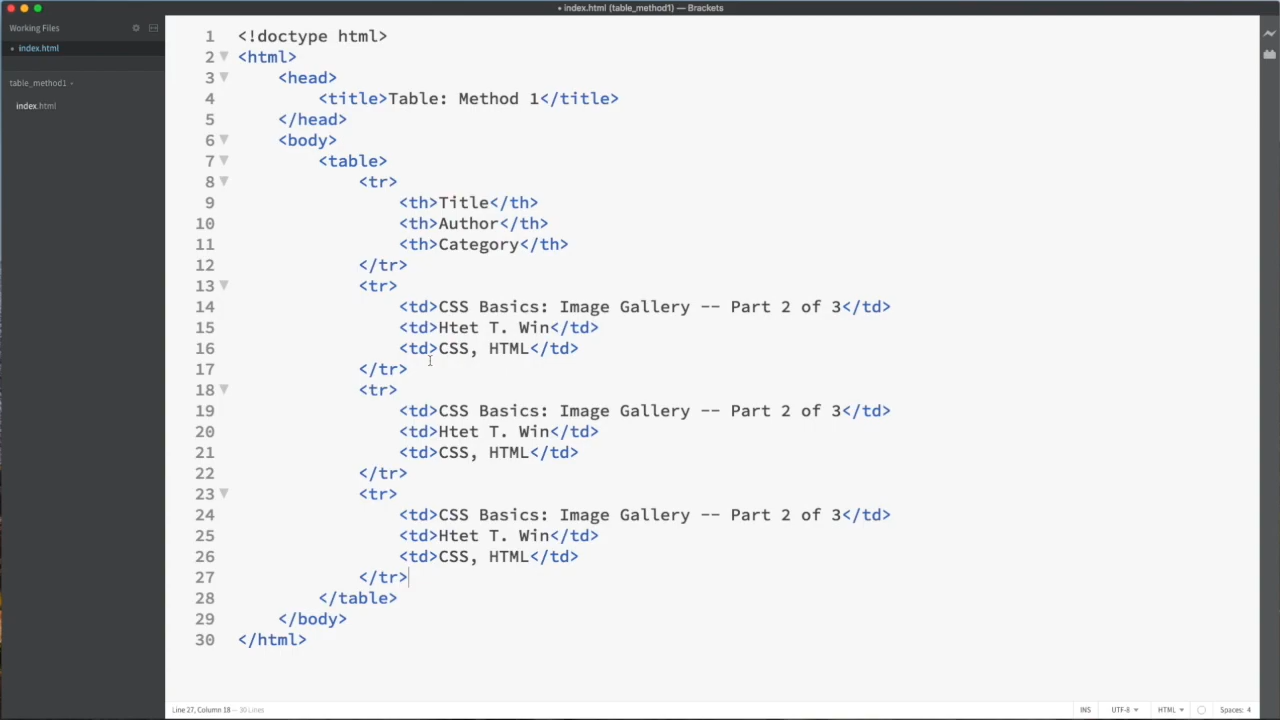 • index.html (table_method1) — Brackets
Working Files
• index.html
table_method1
index.html
1 <!doctype html>
2 <html>
3 <head>
4 <title>Table: Method 1</title>
5 </head>
6 <body>
7 <table>
8 <tr>
9 <th>Title</th>
10 <th>Author</th>
11 <th>Category</th>
12 </tr>
13 <tr>
14 <td>CSS Basics: Image Gallery -- Part 2 of 3</td>
15 <td>Htet T. Win</td>
16 <td>CSS, HTML</td>
17 </tr>
18 <tr>
19 <td>CSS Basics: Image Gallery -- Part 2 of 3</td>
20 <td>Htet T. Win</td>
21 <td>CSS, HTML</td>
22 </tr>
23 <tr>
24 <td>CSS Basics: Image Gallery -- Part 2 of 3</td>
25 <td>Htet T. Win</td>
26 <td>CSS, HTML</td>
27 </tr>
28 </table>
29 </body>
30 </html>
Line 27, Column 18 — 30 Lines
INS UTF-8 HTML Spaces: 4